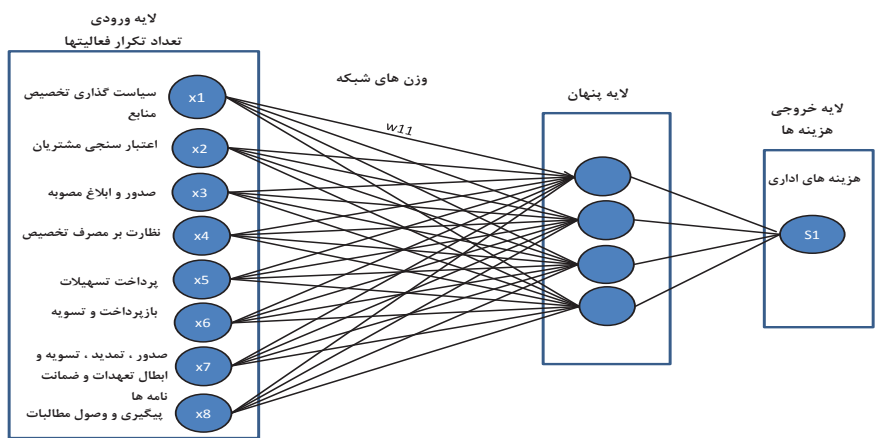 لایه ورودی
تعداد تکرار فعالیتها
سیاست گذاری تخصیص
منابع
x1
اعتبار سنجی مشتریان
x2
صدور و ابلاغ مصوبه
x3
نظارت بر مصرف تخصیص
x4
پرداخت تسهیلات
x5
بازپرداخت و تسویه
x6
صدور ، تمدید ، تسویه و
ابطال تعهدات و ضمانت
نامه ها
x7
پیگیری و وصول مطالبات
x8
وزن های شبکه
w11
لایه پنهان
لایه خروجی
هزینه ها
هزینه های اداری
S1